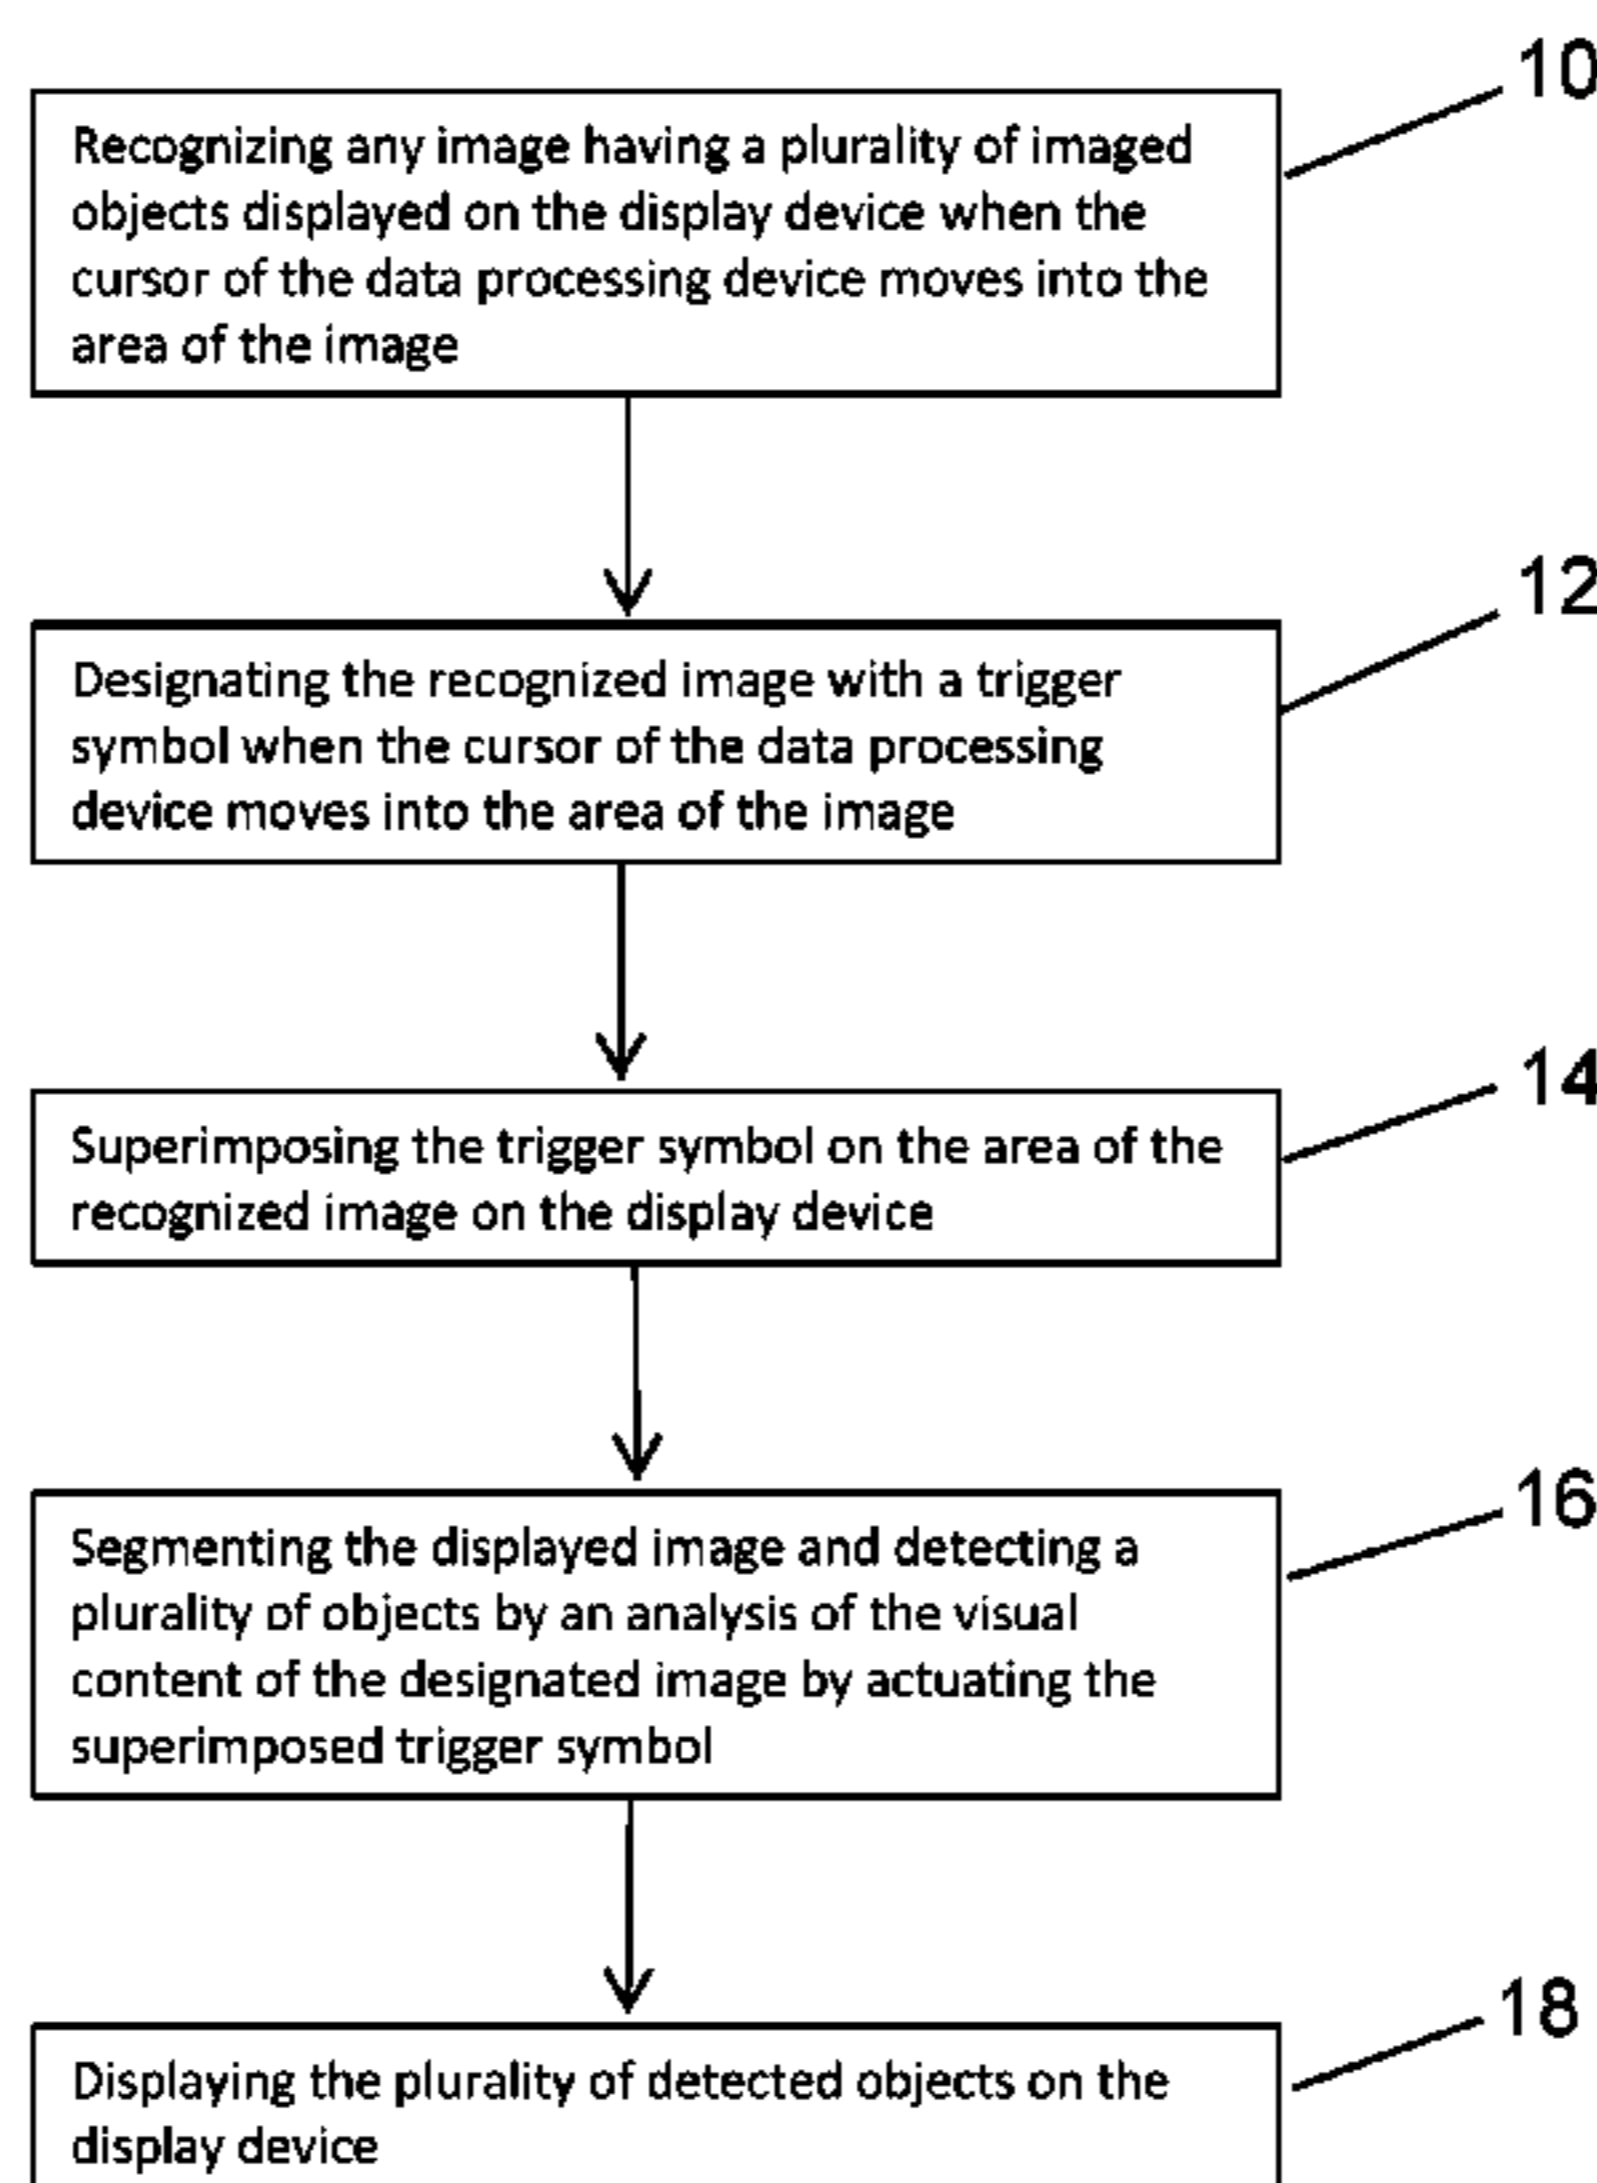 10
Recognizing any image having a plurality of imaged
objects displayed on the display device when the
cursor of the data processing device moves into the
area of the image
12
Designating the recognized image with a trigger
symbol when the cursor of the data processing
device moves into the area of the image
14
Superimposing the trigger symbol on the area of the
recognized image on the display device
16
Segmenting the displayed image and detecting a
plurality of objects by an analysis of the visual
content of the designated image by actuating the
superimposed trigger symbol
18
Displaying the plurality of detected objects on the
display device